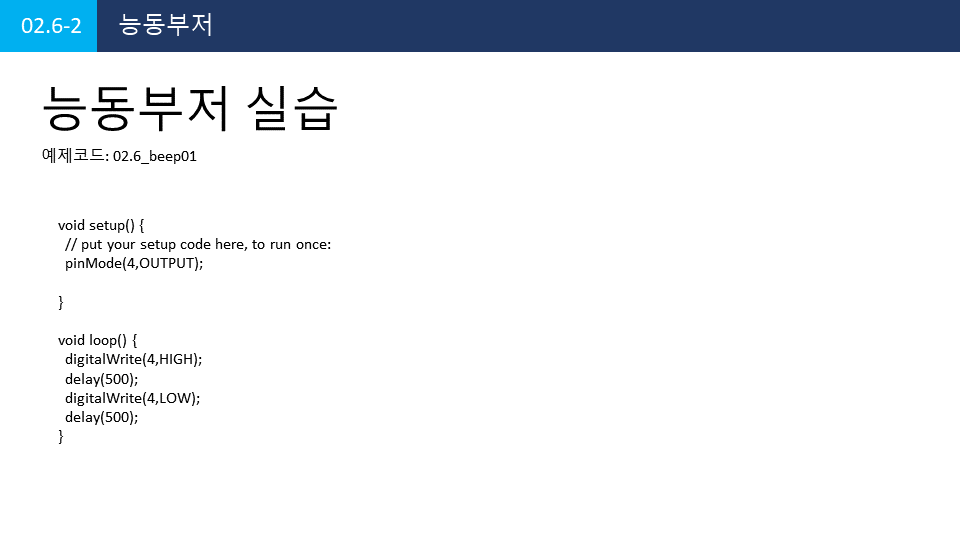 02.6-2 능동부저
능동부저 실습
예제코드: 02.6_beep01
void setup() {
  // put your setup code here, to run once:
  pinMode(4,OUTPUT);
}
void loop() {
  digitalWrite(4,HIGH);
  delay(500);
  digitalWrite(4,LOW);
  delay(500);
}